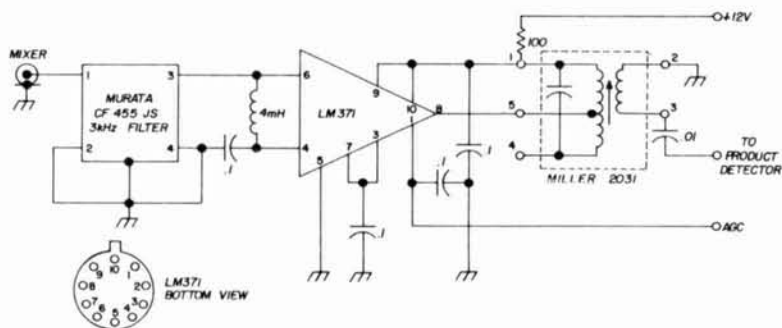 MIXER
1
2
3
4
MURATA
CF 455 JS
3kHz FILTER
.1
4mH
6
4
LM371
9
10
1
8
5
7
3
.1
.1
.1
+12V
100
1
5
4
2
3
.01
MILLER 2031
TO
PRODUCT
DETECTOR
AGC
10
9
1
8
2
7
3
6
5
4
LM371
BOTTOM VIEW